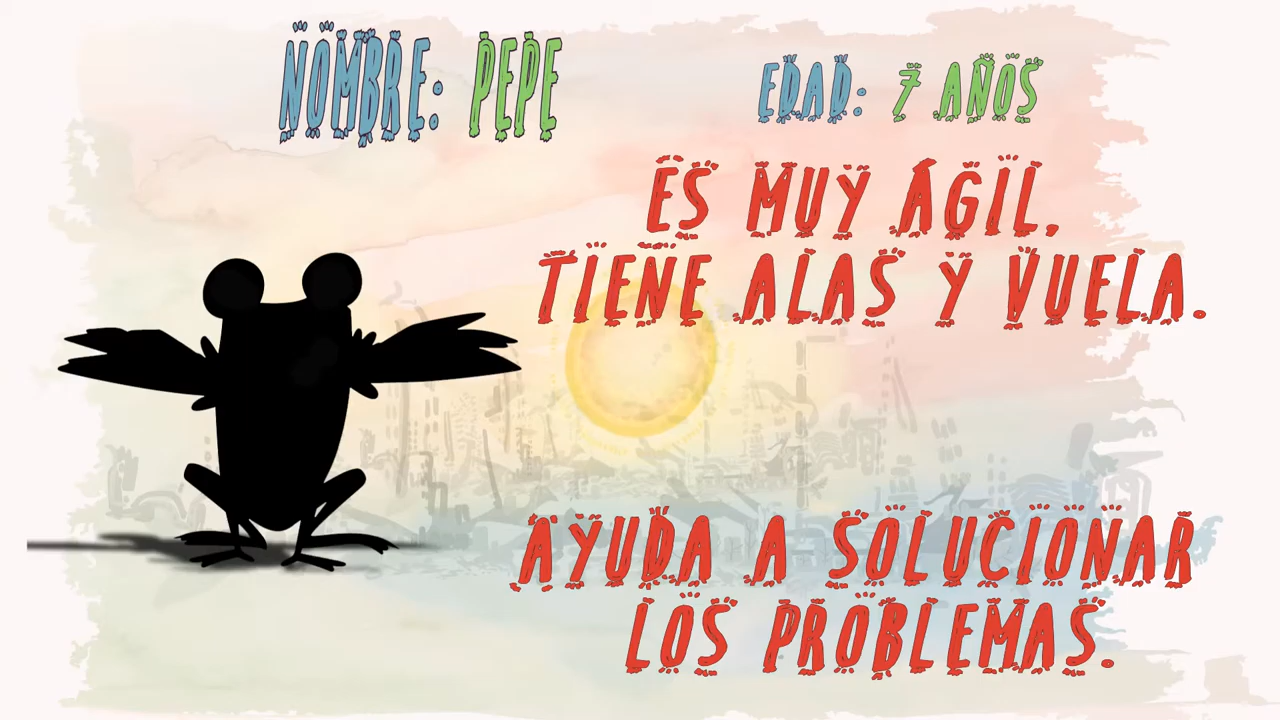 NOMBRE: PEPE
EDAD: 7 AÑOS
ES MUY ÁGIL,
TIENE ALAS Y VUELA.
AYUDA A SOLUCIONAR
LOS PROBLEMAS.